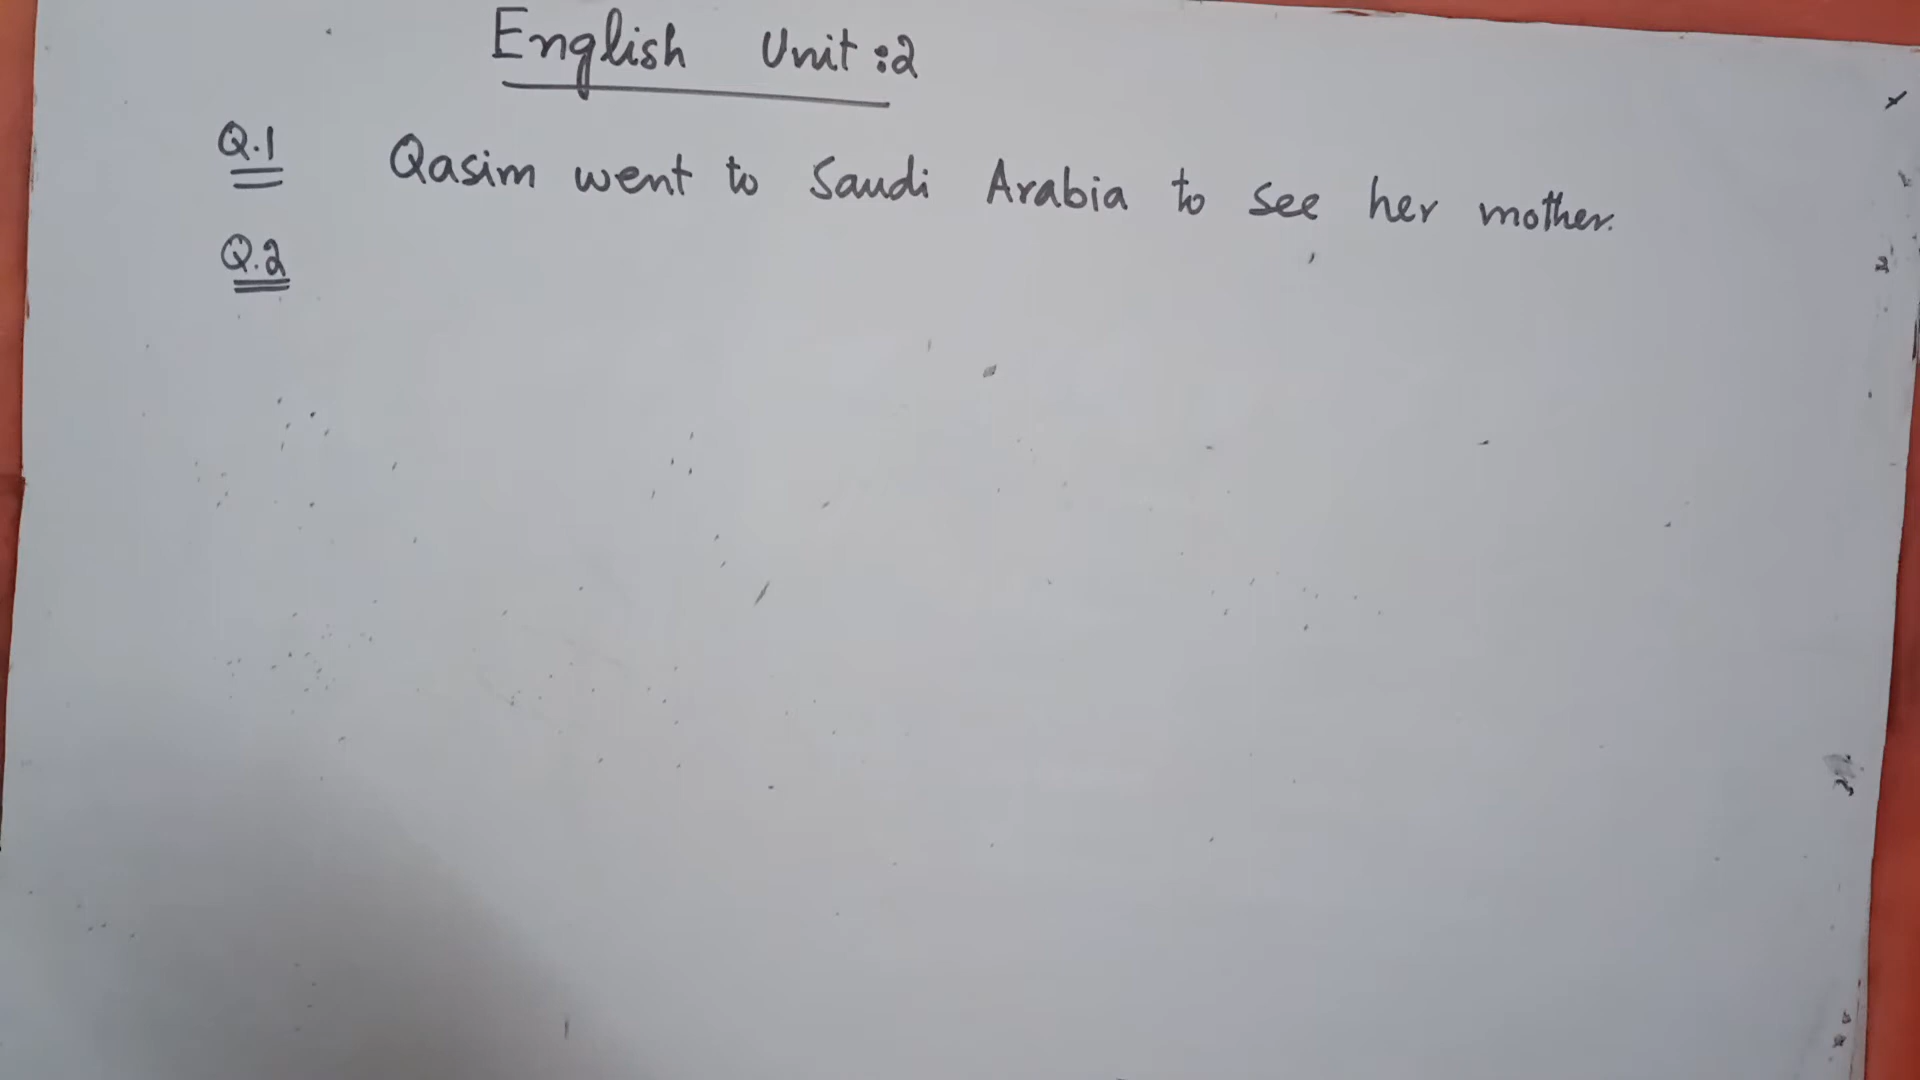 English Unit:2
Q.1 Qasim went to Saudi Arabia to see her mother.
Q.2